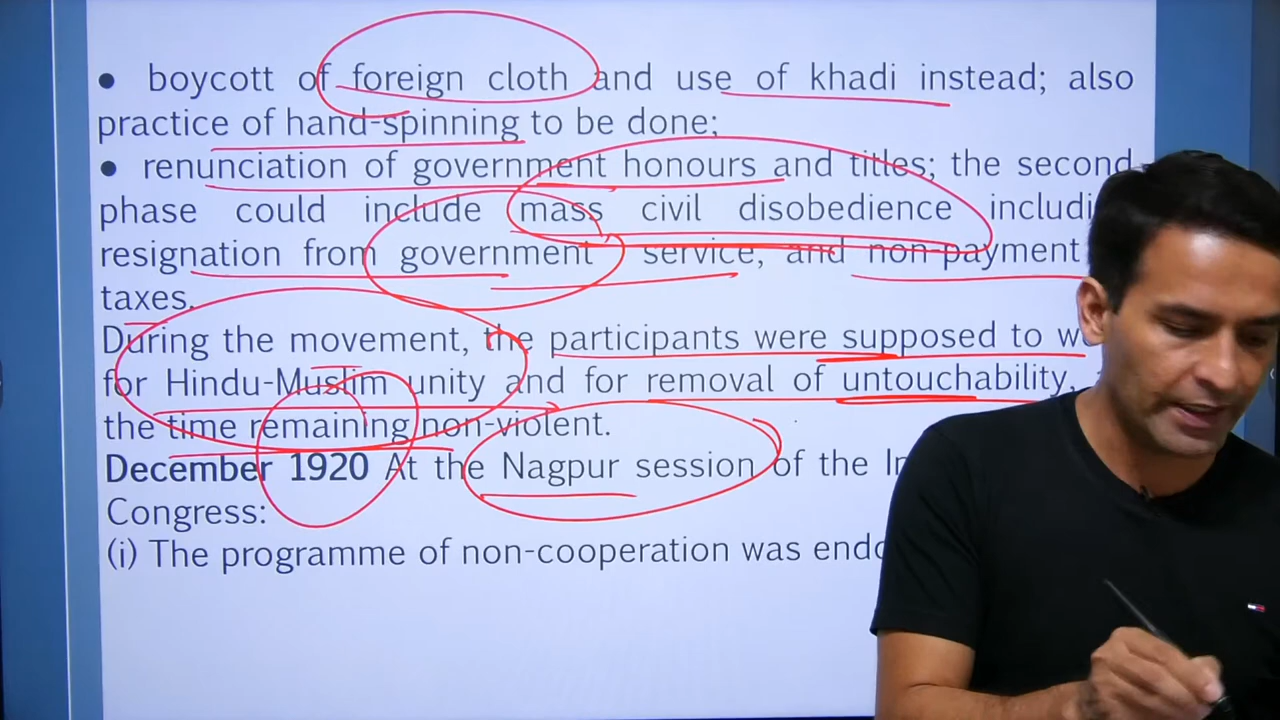 ● boycott of foreign cloth and use of khadi instead; also
practice of hand-spinning to be done;
● renunciation of government honours and titles; the second
phase could include mass civil disobedience
resignation from government service, and non-payment
taxes.
During the movement, the participants were supposed to
for Hindu-Muslim unity and for removal of untouchability,
the time remaining non-violent.
December 1920 At the Nagpur session of the
Congress:
(i) The programme of non-cooperation was